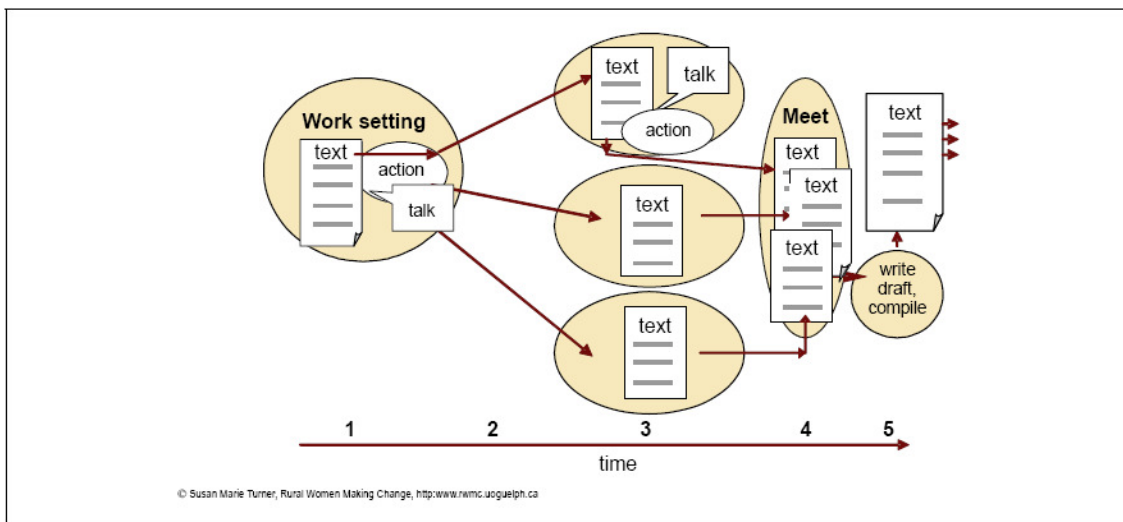 Work setting
text
action
talk
text
talk
action
text
text
Meet
text
text
text
text
write
draft,
compile
1 2 3 4 5
time
© Susan Marie Turner, Rural Women Making Change, http:www.rwmc.uoguelph.ca